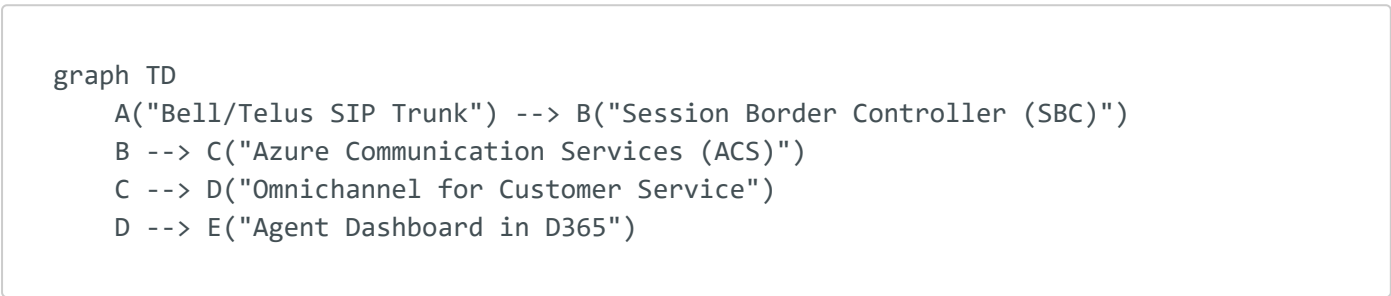 graph TD
    A("Bell/Telus SIP Trunk") --> B("Session Border Controller (SBC)")
    B --> C("Azure Communication Services (ACS)")
    C --> D("Omnichannel for Customer Service")
    D --> E("Agent Dashboard in D365")